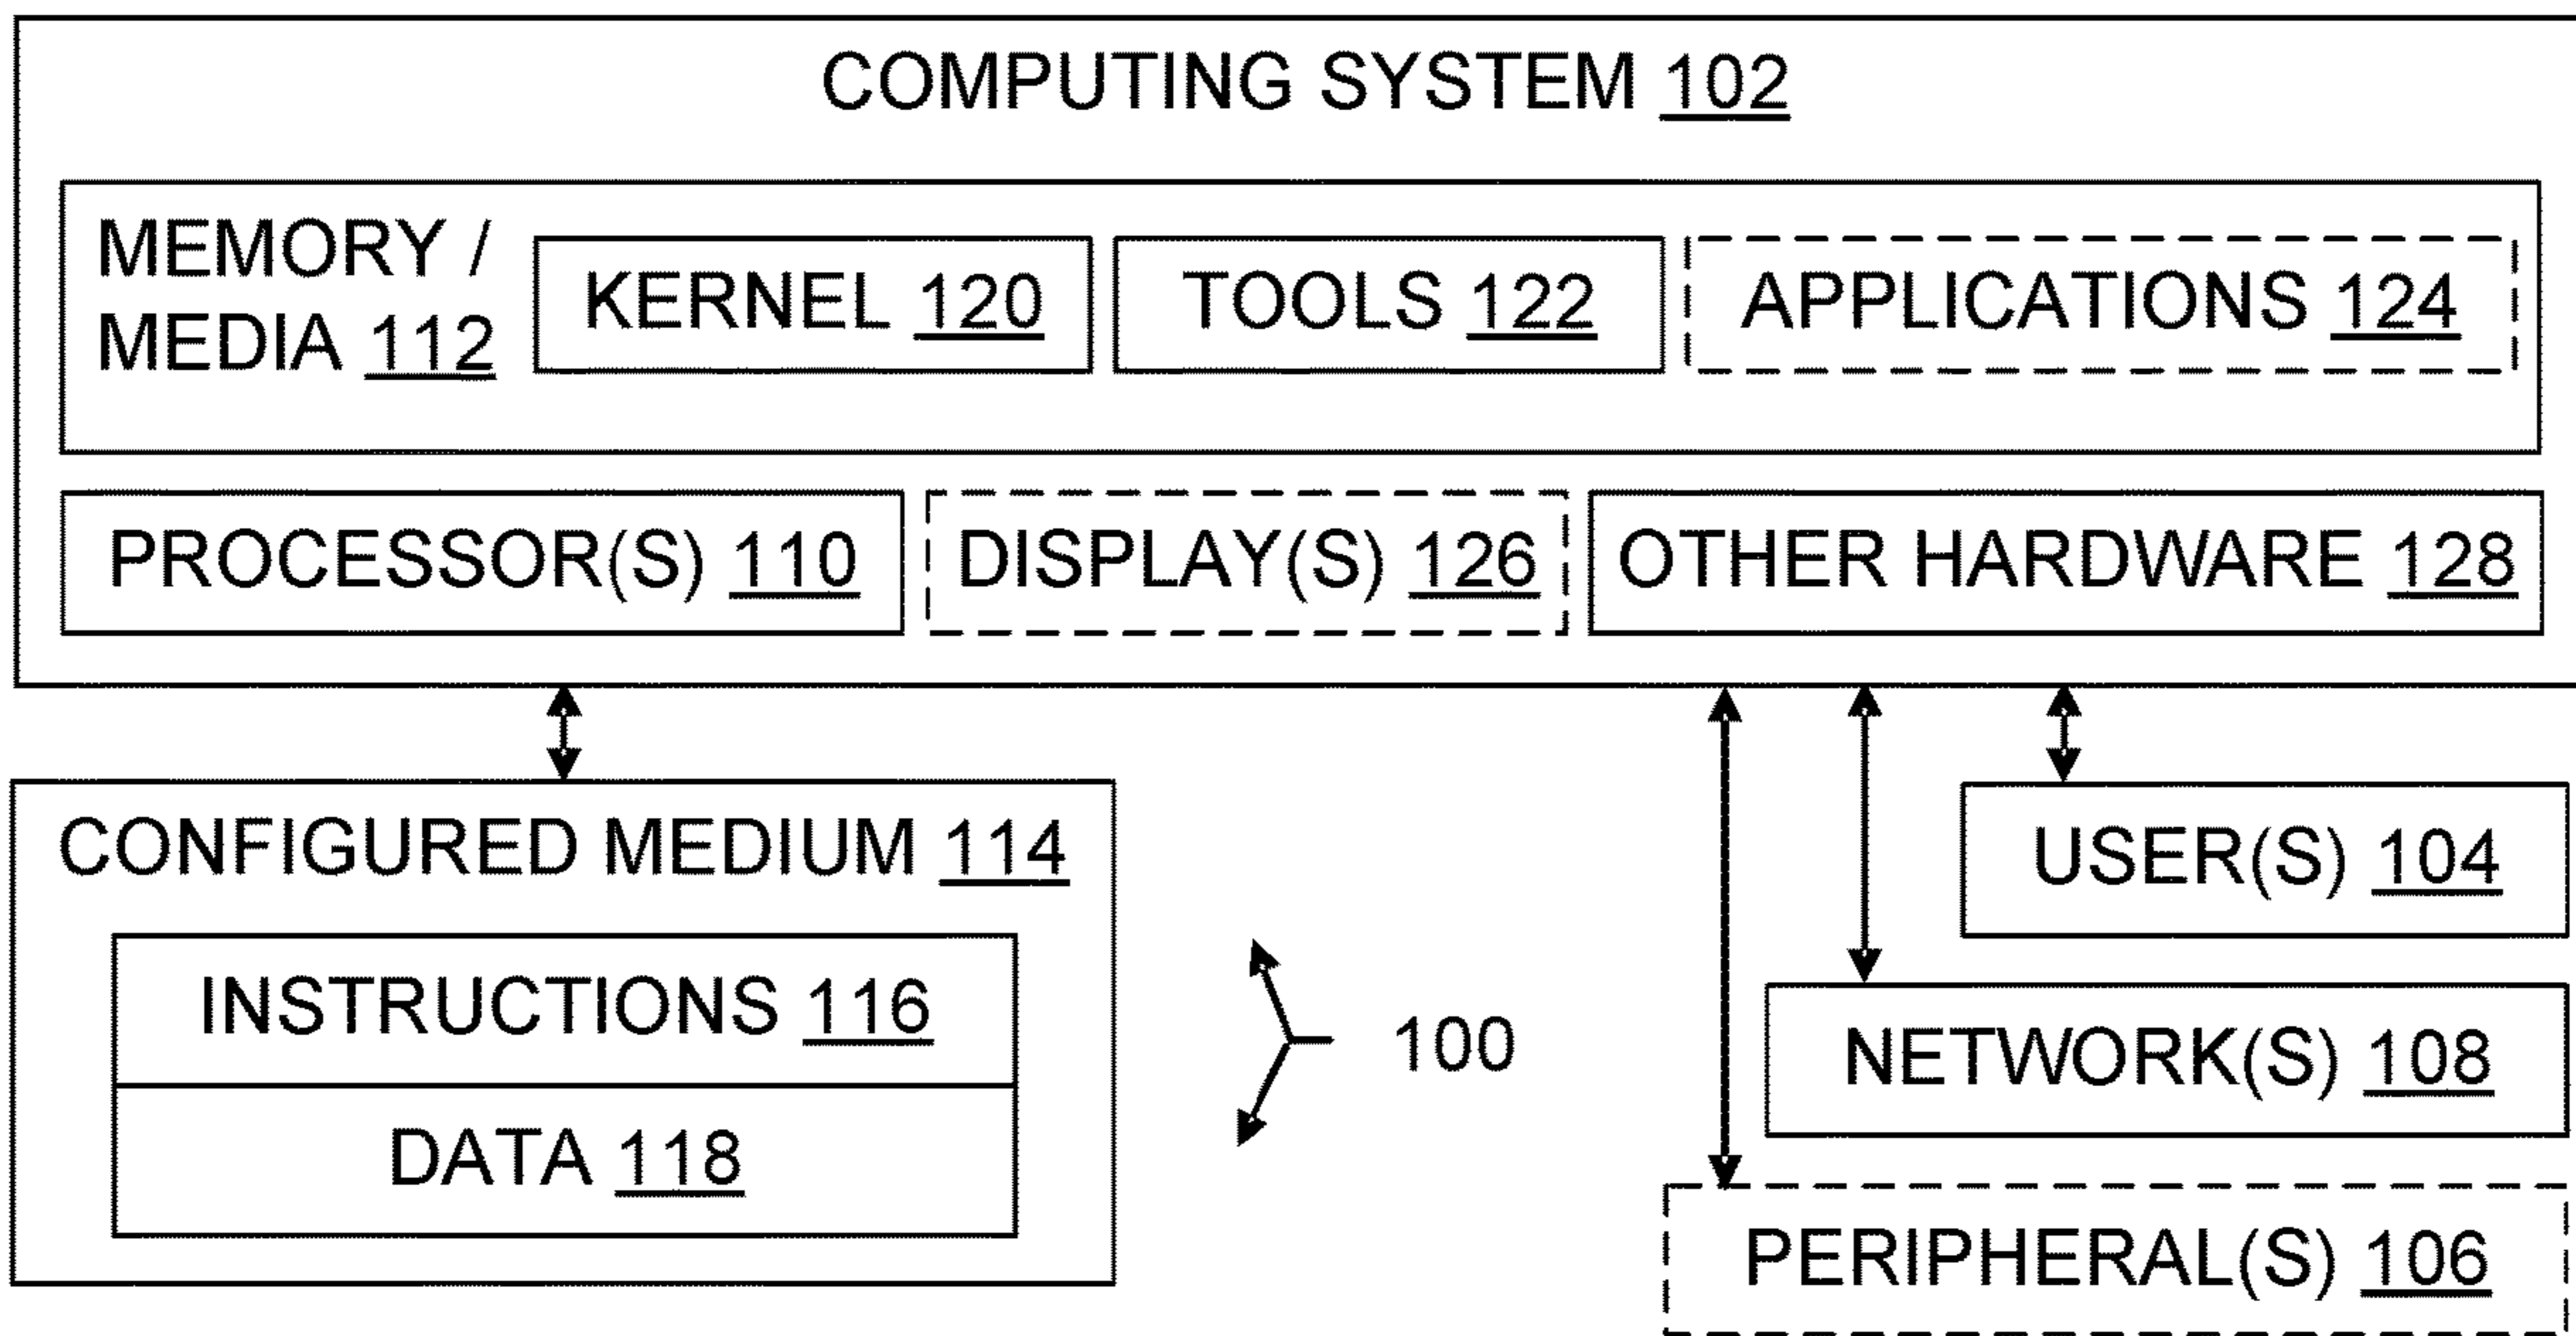 COMPUTING SYSTEM 102
MEMORY /
MEDIA 112
KERNEL 120
TOOLS 122
APPLICATIONS 124
PROCESSOR(S) 110
DISPLAY(S) 126
OTHER HARDWARE 128
CONFIGURED MEDIUM 114
INSTRUCTIONS 116
DATA 118
100
USER(S) 104
NETWORK(S) 108
PERIPHERAL(S) 106